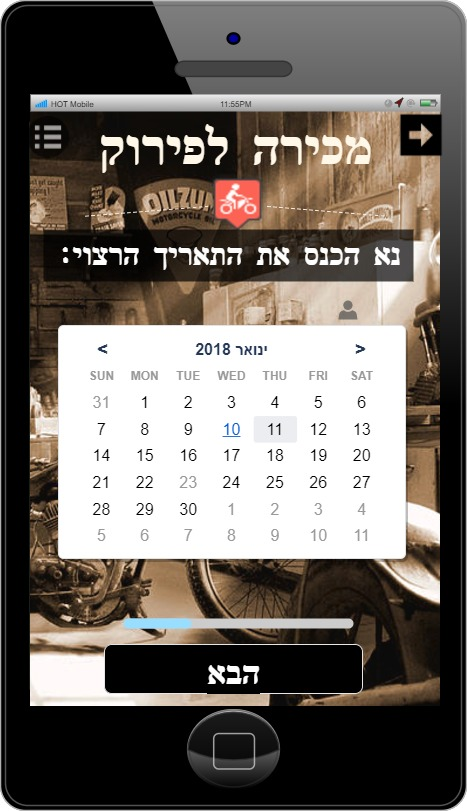 HOT Mobile 11:55PM
מכירה לפירוק
OILZUM
MOTORCYCLE OIL
נא הכנס את התאריך הרצוי:
< ינואר 2018 >
SUN MON TUE WED THU FRI SAT
31 1 2 3 4 5 6
7 8 9 10 11 12 13
14 15 16 17 18 19 20
21 22 23 24 25 26 27
28 29 30 1 2 3 4
5 6 7 8 9 10 11
הבא